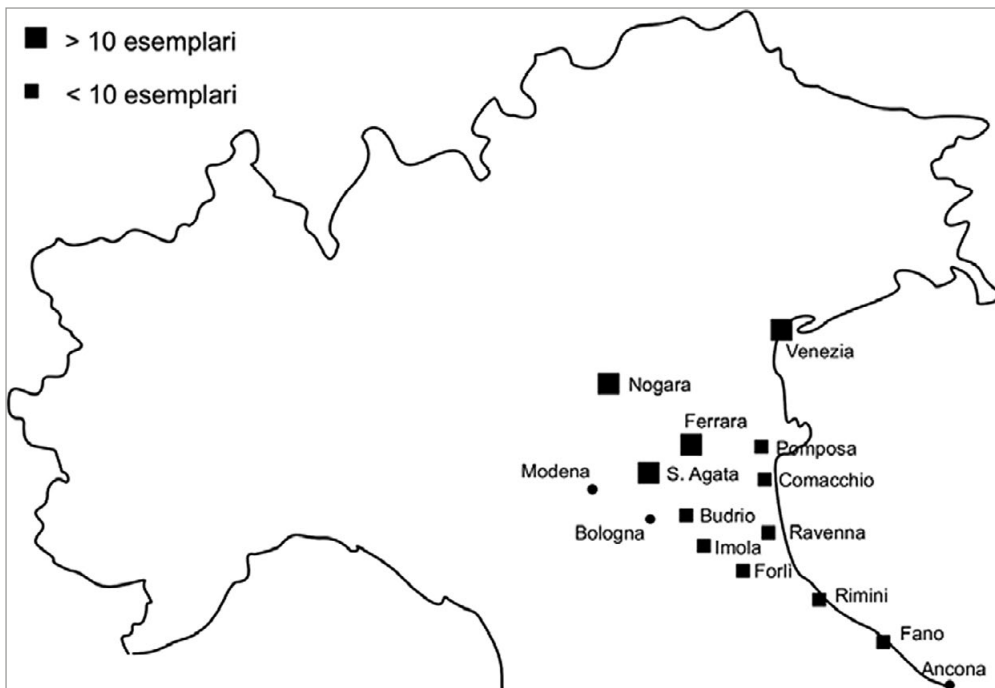 > 10 esemplari
< 10 esemplari
Venezia
Nogara
Ferrara
Pomposa
Modena
S. Agata
Comacchio
Bologna
Budrio
Ravenna
Imola
Forlì
Rimini
Fano
Ancona